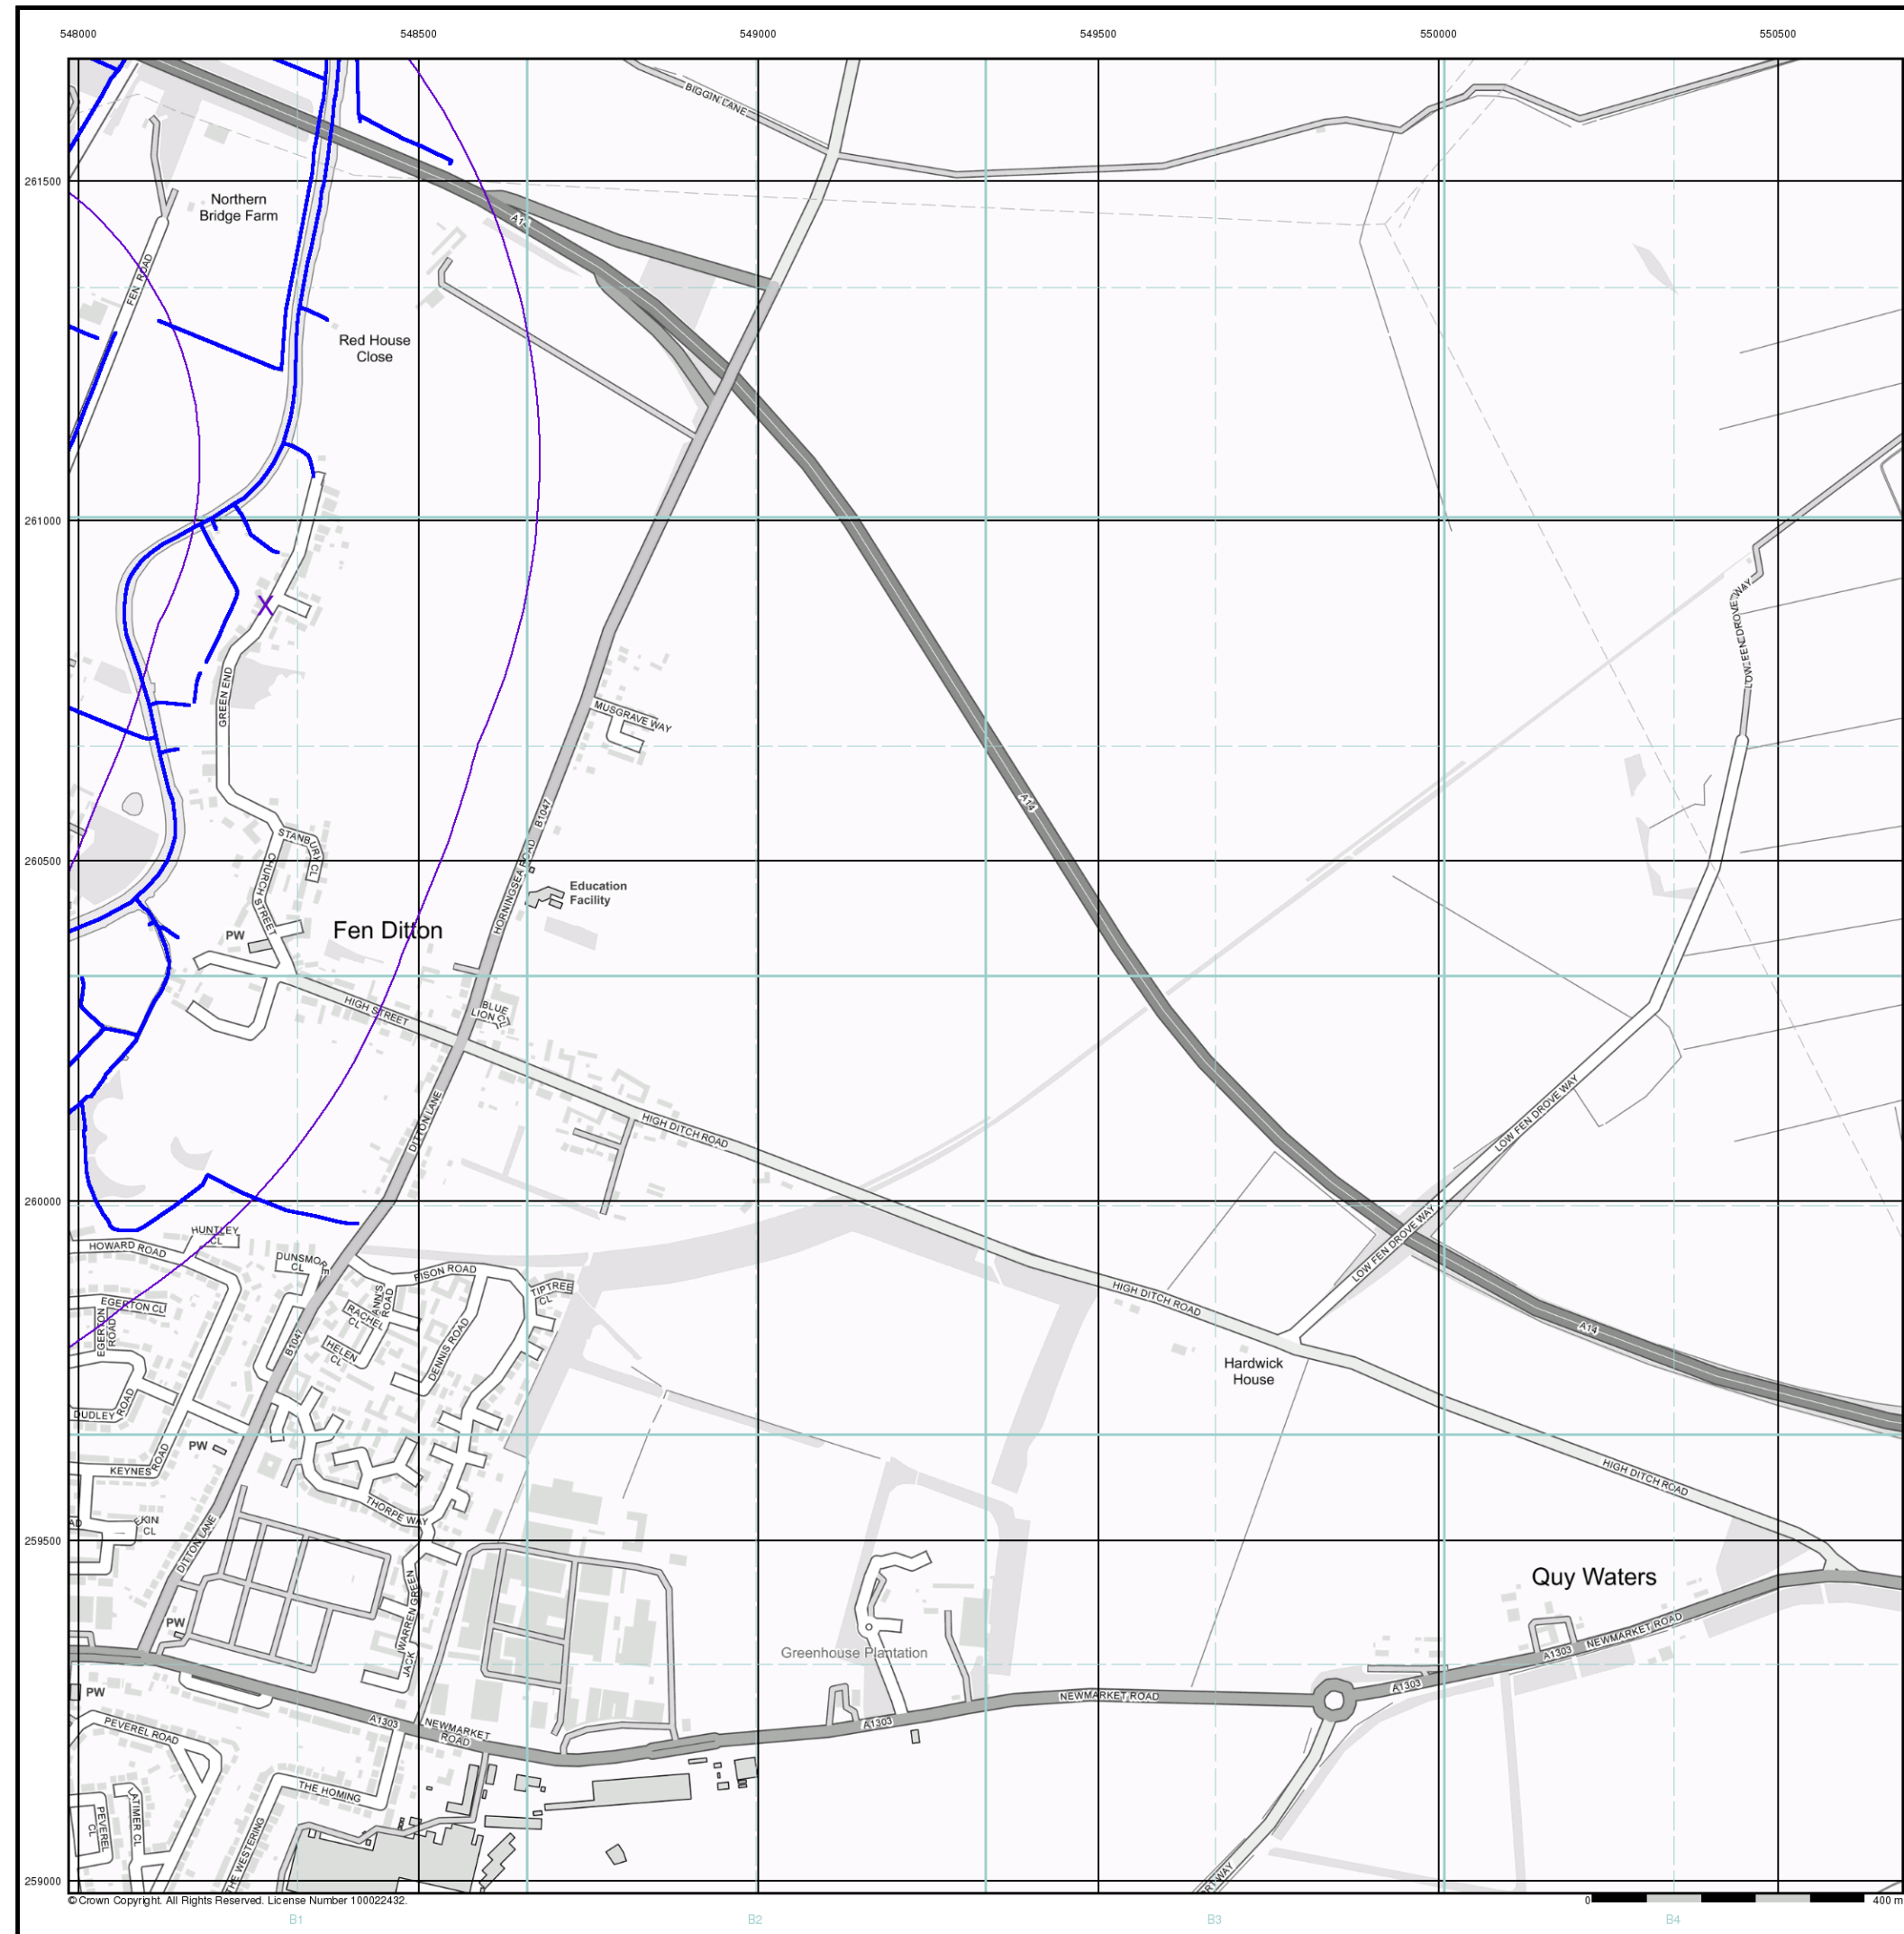 548000 548500 549000 549500 550000 550500
BIGGIN LANE
261500
Northern
Bridge Farm
A14
FEN ROAD
Red House
Close
261000
LOW FEN DROVE WAY
GREEN END
MUSGRAVE WAY
A14
HORNINGSEA ROAD B1047
STANBURY CL
260500
CHURCH STREET
Education
Facility
PW
Fen Ditton
HIGH STREET
BLUE
LION CL
DITTON LANE
HIGH DITCH ROAD
LOW FEN DROVE WAY
260000
LOW FEN DROVE WAY
HUNTLEY
CL
HOWARD ROAD
DUNSMORE
CL
FISON ROAD
TIPTREE
CL
ANN'S
ROAD
RACHEL
CL
EGERTON CL
EGERTON
ROAD
HIGH DITCH ROAD
A14
B1047
HELEN
CL
DENNIS ROAD
Hardwick
House
DUDLEY ROAD
PW
KEYNES ROAD
HIGH DITCH ROAD
THORPE WAY
EKIN
CL
AD
DITTON LANE
259500
JACK WARREN GREEN
Quy Waters
PW
NEWMARKET ROAD
A1303
Greenhouse Plantation
PW
A1303
NEWMARKET ROAD
A1303
NEWMARKET
ROAD
A1303
PEVEREL ROAD
THE HOMING
PEVEREL
CL
LATIMER CL
THE WESTERING
RT WAY
259000
© Crown Copyright. All Rights Reserved. License Number 100022432.
0 400 m
B1 B2 B3 B4